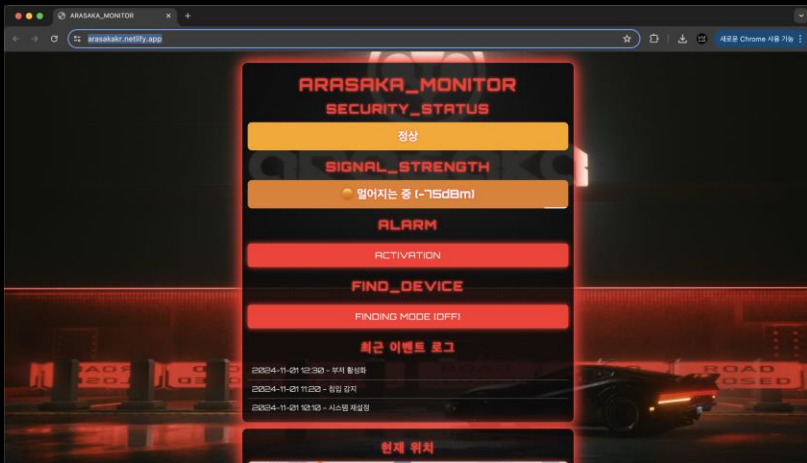 ARASAKA_MONITOR
arasakakr.netlify.app
새로운 Chrome 사용 가능
ARASAKA_MONITOR
SECURITY_STATUS
정상
SIGNAL_STRENGTH
멀어지는 중 (-75dBm)
ALARM
ACTIVATION
FIND_DEVICE
FINDING MODE (OFF)
최근 이벤트 로그
2024-11-01 12:30 - 부저 활성화
2024-11-01 11:20 - 침입 감지
2024-11-01 10:10 - 시스템 재설정
ROAD
현재 위치